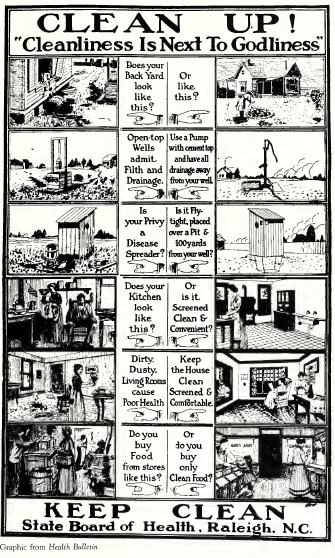 CLEAN UP!
"Cleanliness Is Next To Godliness"
Does your
Back Yard
look
like
this?
Or
like
this?
Open-top
Wells
admit
Filth and
Drainage.
Use a Pump
with cement top
and have all
drainage away
from your well.
Is
your Privy
a
Disease
Spreader?
Is it Fly-
tight, placed
over a Pit &
300 yards
from your well?
Does your
Kitchen
look
like
this?
Or
is it
Screened
Clean &
Convenient?
Dirty,
Dusty,
Living Rooms
cause
Poor Health
Keep
the House
Clean
Screened &
Comfortable.
Do you
buy
Food
from stores
like this?
Or
do you
buy
only
Clean Food?
KEEP CLEAN
State Board of Health, Raleigh, N.C.
Graphic from Health Bulletin